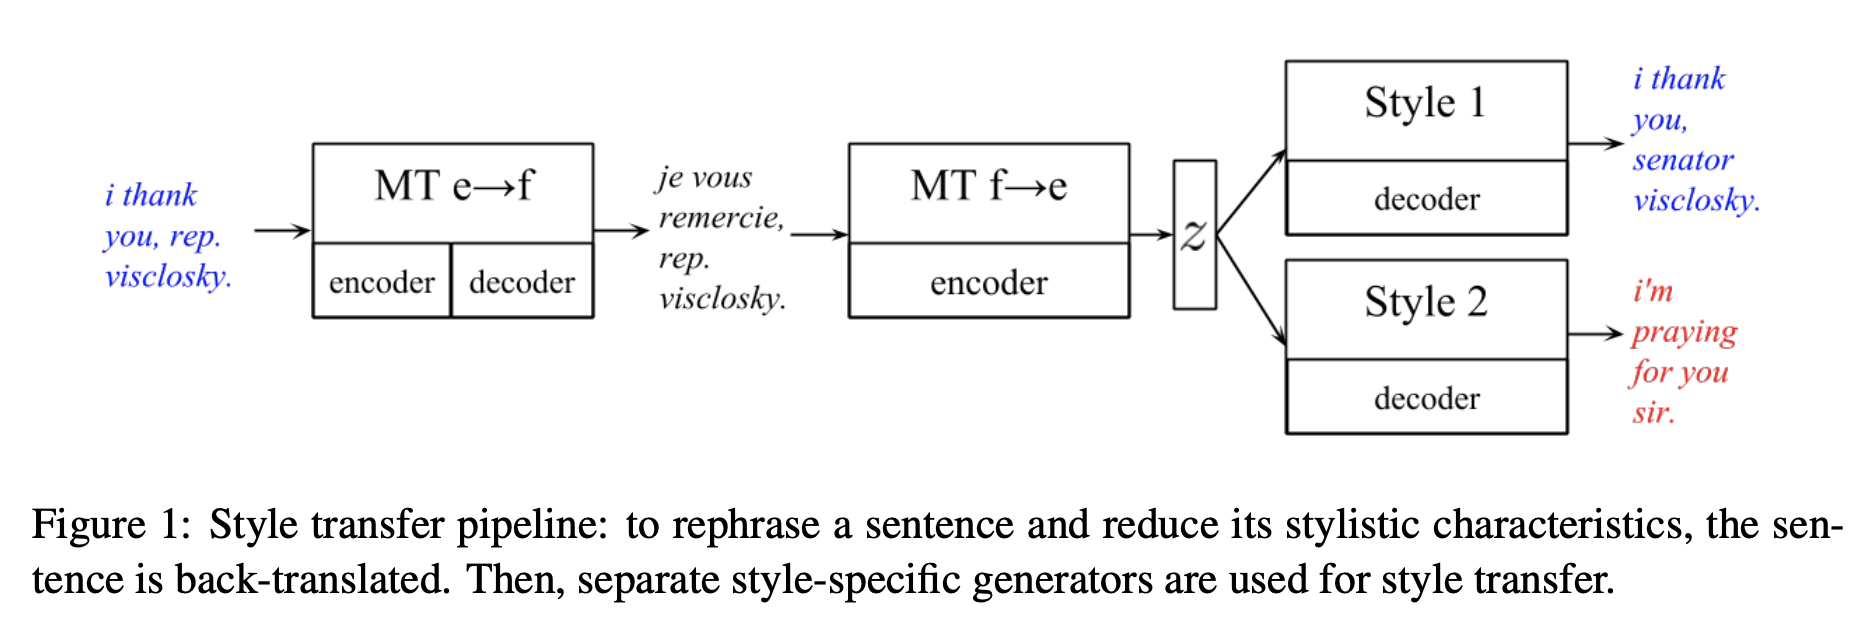 i thank
you, rep.
visclosky.
MT e→f
encoder
decoder
je vous
remercie,
rep.
visclosky.
MT f→e
encoder
z
Style 1
decoder
i thank
you,
senator
visclosky.
Style 2
decoder
i'm
praying
for you
sir.
Figure 1: Style transfer pipeline: to rephrase a sentence and reduce its stylistic characteristics, the sen-
tence is back-translated. Then, separate style-specific generators are used for style transfer.